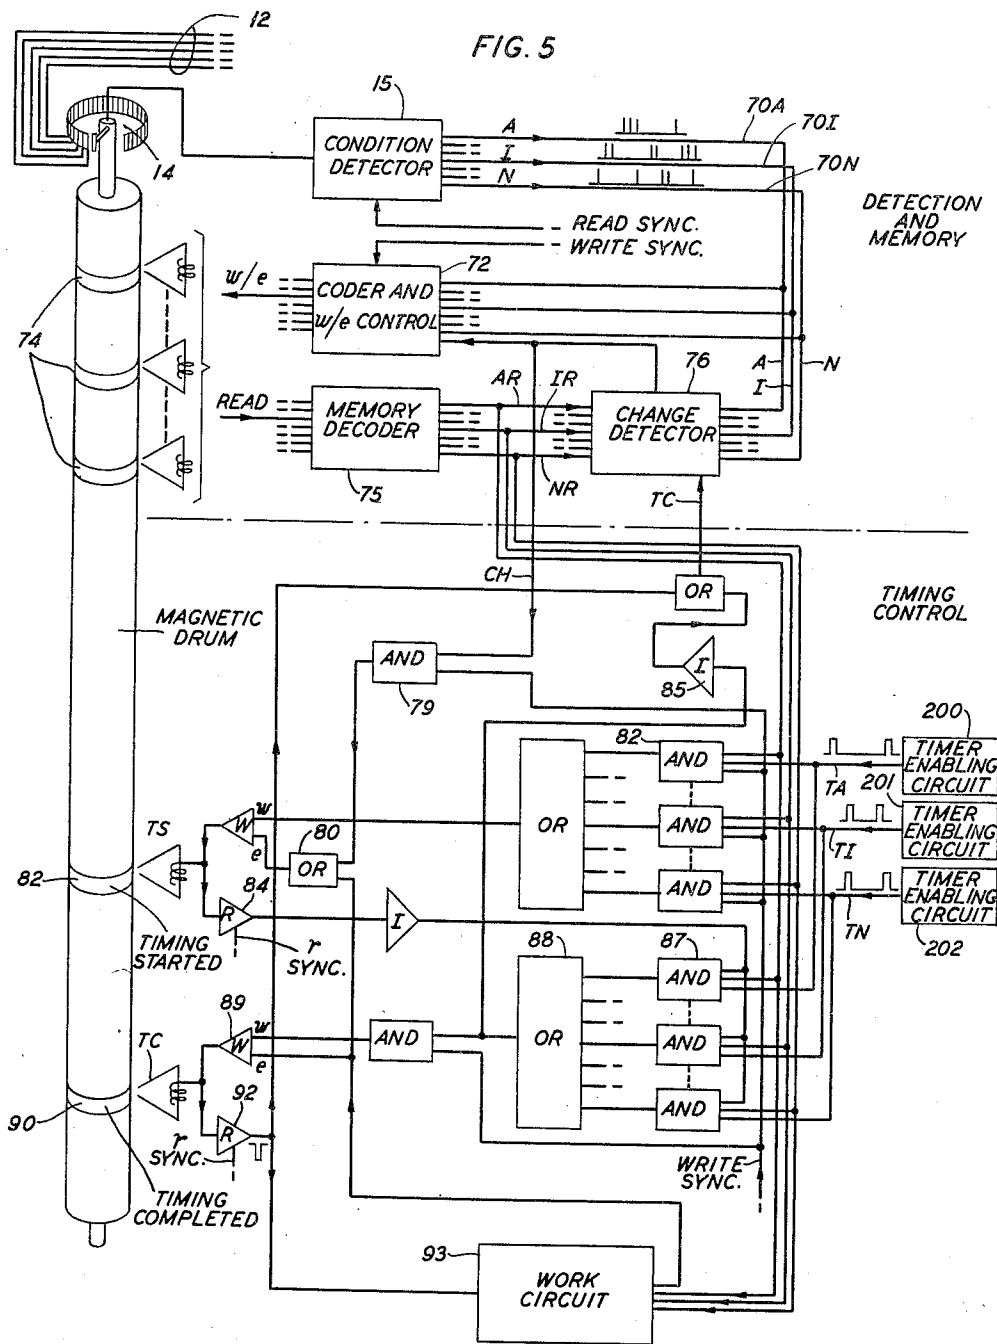 12
FIG. 5
14
15
CONDITION
DETECTOR
A
I
N
70A
70I
70N
DETECTION
AND
MEMORY
READ SYNC.
WRITE SYNC.
72
w/e
CODER AND
w/e CONTROL
74
READ
MEMORY
DECODER
75
AR
IR
NR
76
CHANGE
DETECTOR
A
I
N
TC
CH
OR
TIMING
CONTROL
MAGNETIC
DRUM
AND
79
I
85
82
AND
AND
AND
OR
200
TIMER
ENABLING
CIRCUIT
TA
201
TIMER
ENABLING
CIRCUIT
TI
TIMER
ENABLING
CIRCUIT
202
TN
TS
W
w
e
80
OR
82
R
84
r
SYNC.
TIMING
STARTED
I
88
OR
87
AND
AND
AND
89
W
w
e
AND
TC
90
92
R
r
SYNC.
TIMING
COMPLETED
WRITE
SYNC.
93
WORK
CIRCUIT